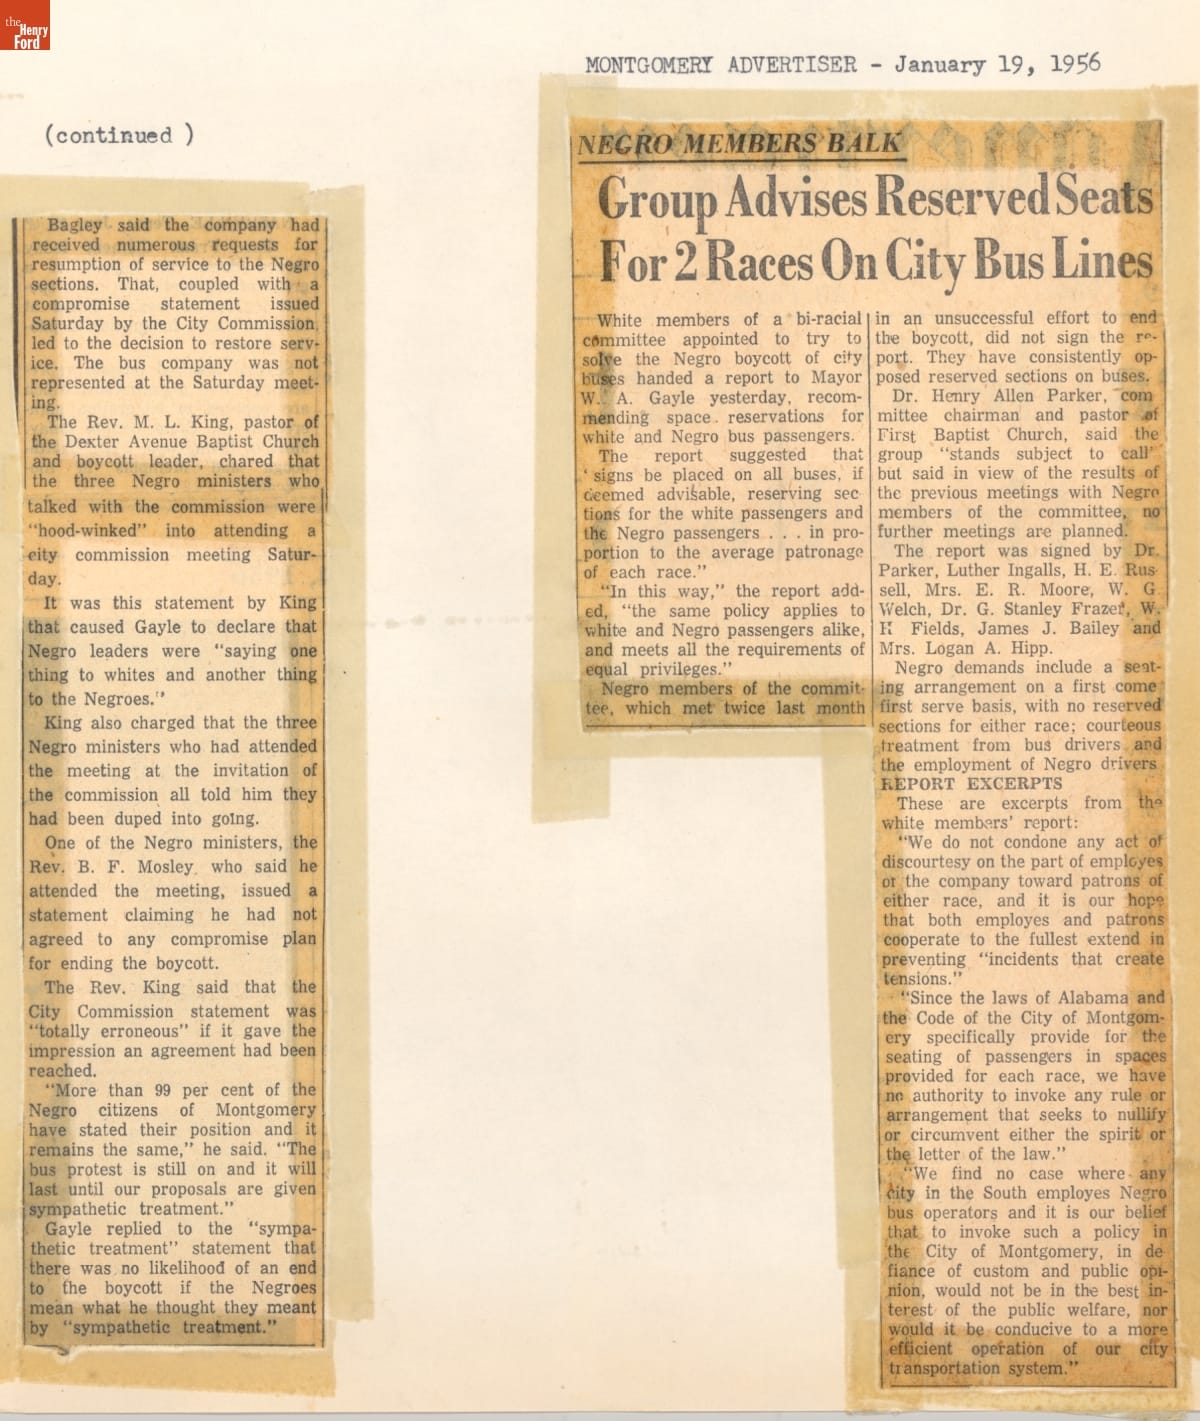 the
Henry
Ford
(continued )
Bagley said the company had
received numerous requests for
resumption of service to the Negro
sections. That, coupled with a
compromise statement issued
Saturday by the City Commission,
led to the decision to restore serv-
ice. The bus company was not
represented at the Saturday meet-
ing.
The Rev. M. L. King, pastor of
the Dexter Avenue Baptist Church
and boycott leader, chared that
the three Negro ministers who
talked with the commission were
"hood-winked" into attending a
city commission meeting Satur-
day.
It was this statement by King
that caused Gayle to declare that
Negro leaders were "saying one
thing to whites and another thing
to the Negroes."
King also charged that the three
Negro ministers who had attended
the meeting at the invitation of
the commission all told him they
had been duped into going.
One of the Negro ministers, the
Rev. B. F. Mosley, who said he
attended the meeting, issued a
statement claiming he had not
agreed to any compromise plan
for ending the boycott.
The Rev. King said that the
City Commission statement was
"totally erroneous" if it gave the
impression an agreement had been
reached.
"More than 99 per cent of the
Negro citizens of Montgomery
have stated their position and it
remains the same," he said. "The
bus protest is still on and it will
last until our proposals are given
sympathetic treatment."
Gayle replied to the "sympa-
thetic treatment" statement that
there was no likelihood of an end
to the boycott if the Negroes
mean what he thought they meant
by "sympathetic treatment."
MONTGOMERY ADVERTISER - January 19, 1956
NEGRO MEMBERS BALK
Group Advises Reserved Seats
For 2 Races On City Bus Lines
White members of a bi-racial
committee appointed to try to
solve the Negro boycott of city
buses handed a report to Mayor
W. A. Gayle yesterday, recom-
mending space reservations for
white and Negro bus passengers.
The report suggested that
'signs be placed on all buses, if
deemed advisable, reserving sec
tions for the white passengers and
the Negro passengers . . . in pro-
portion to the average patronage
of each race."
"In this way," the report add-
ed, "the same policy applies to
white and Negro passengers alike,
and meets all the requirements of
equal privileges."
Negro members of the commit-
tee, which met twice last month
in an unsuccessful effort to end
the boycott, did not sign the re-
port. They have consistently op-
posed reserved sections on buses.
Dr. Henry Allen Parker, com
mittee chairman and pastor of
First Baptist Church, said the
group "stands subject to call"
but said in view of the results of
the previous meetings with Negro
members of the committee, no
further meetings are planned.
The report was signed by Dr.
Parker, Luther Ingalls, H. E. Rus-
sell, Mrs. E. R. Moore, W. G.
Welch, Dr. G. Stanley Frazer, W.
K Fields, James J. Bailey and
Mrs. Logan A. Hipp.
Negro demands include a seat-
ing arrangement on a first come
first serve basis, with no reserved
sections for either race; courteous
treatment from bus drivers and
the employment of Negro drivers
REPORT EXCERPTS
These are excerpts from the
white members' report:
"We do not condone any act of
discourtesy on the part of employes
or the company toward patrons of
either race, and it is our hope
that both employes and patrons
cooperate to the fullest extend in
preventing "incidents that create
tensions."
"Since the laws of Alabama and
the Code of the City of Montgom-
ery specifically provide for the
seating of passengers in spaces
provided for each race, we have
no authority to invoke any rule or
arrangement that seeks to nullify
or circumvent either the spirit or
the letter of the law."
"We find no case where any
city in the South employes Negro
bus operators and it is our belief
that to invoke such a policy in
the City of Montgomery, in de
fiance of custom and public opi-
nion, would not be in the best in-
terest of the public welfare, nor
would it be conducive to a more
efficient operation of our city
transportation system."